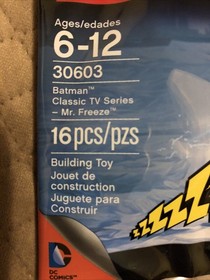 Ages/edades
6-12
30603
Batman™
Classic TV Series
– Mr. Freeze™
16 pcs/pzs
Building Toy
Jouet de
construction
Juguete para
Construir
DC
COMICS™